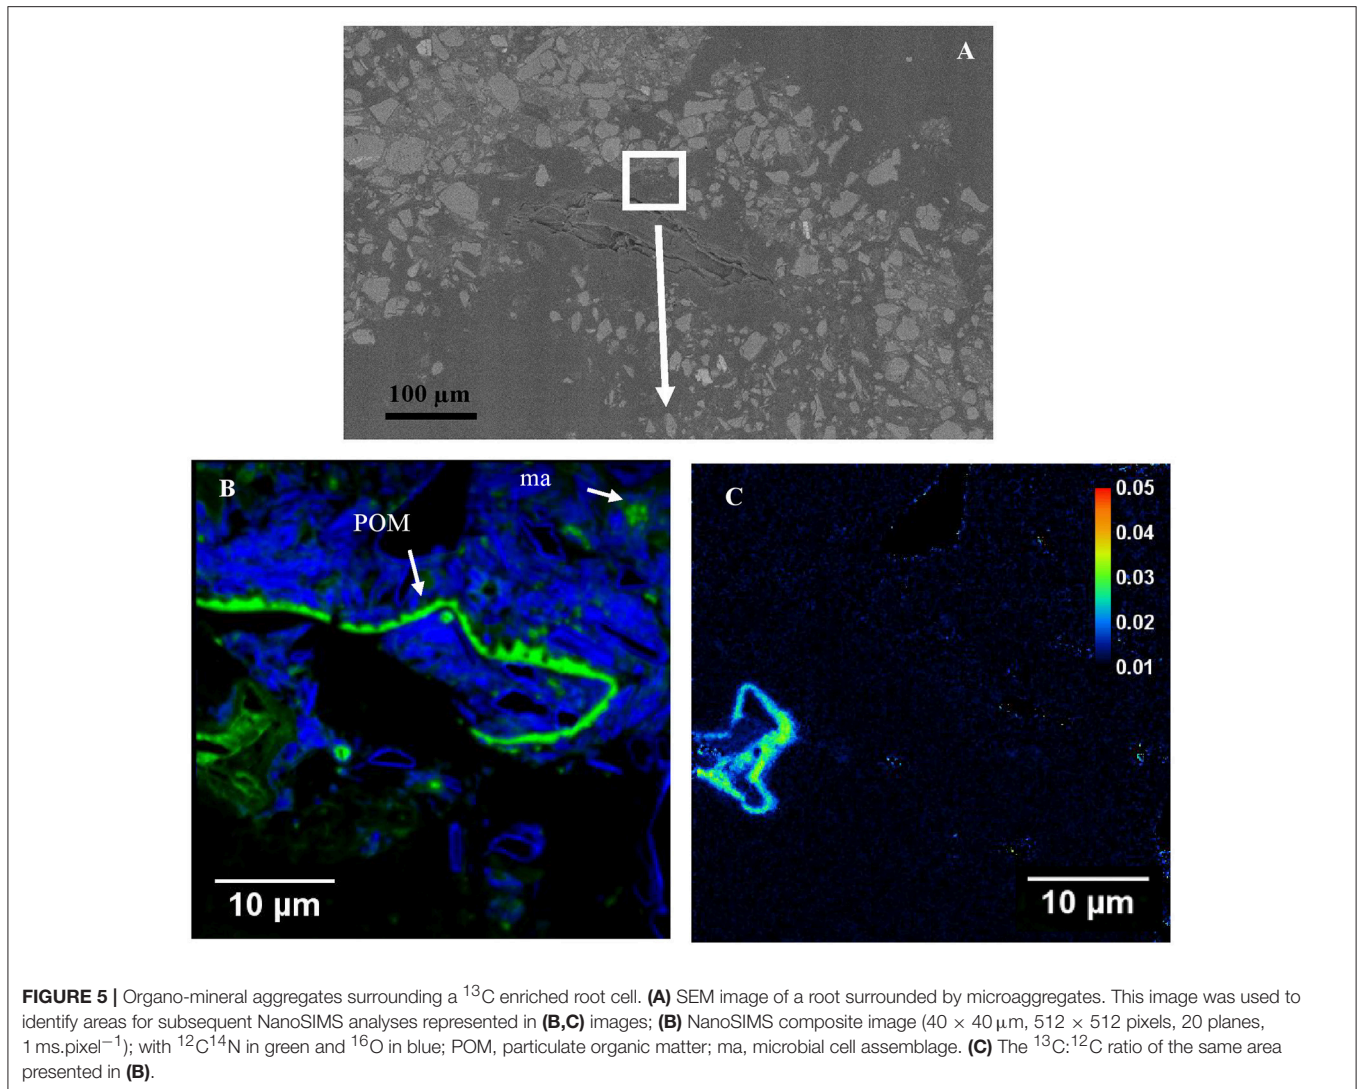 A
100 µm
B
ma
POM
10 µm
C
0.05
0.04
0.03
0.02
0.01
10 µm
FIGURE 5 | Organo-mineral aggregates surrounding a ¹³C enriched root cell. (A) SEM image of a root surrounded by microaggregates. This image was used to
identify areas for subsequent NanoSIMS analyses represented in (B,C) images; (B) NanoSIMS composite image (40 × 40 µm, 512 × 512 pixels, 20 planes,
1 ms.pixel⁻¹); with ¹²C¹⁴N in green and ¹⁶O in blue; POM, particulate organic matter; ma, microbial cell assemblage. (C) The ¹³C:¹²C ratio of the same area
presented in (B).